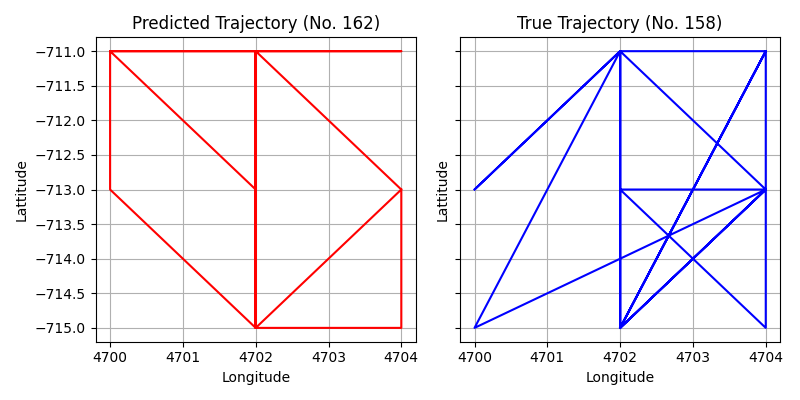 Predicted Trajectory (No. 162)
True Trajectory (No. 158)
Lattitude
−711.0
−711.5
−712.0
−712.5
−713.0
−713.5
−714.0
−714.5
−715.0
4700 4701 4702 4703 4704
Longitude
Lattitude
4700 4701 4702 4703 4704
Longitude